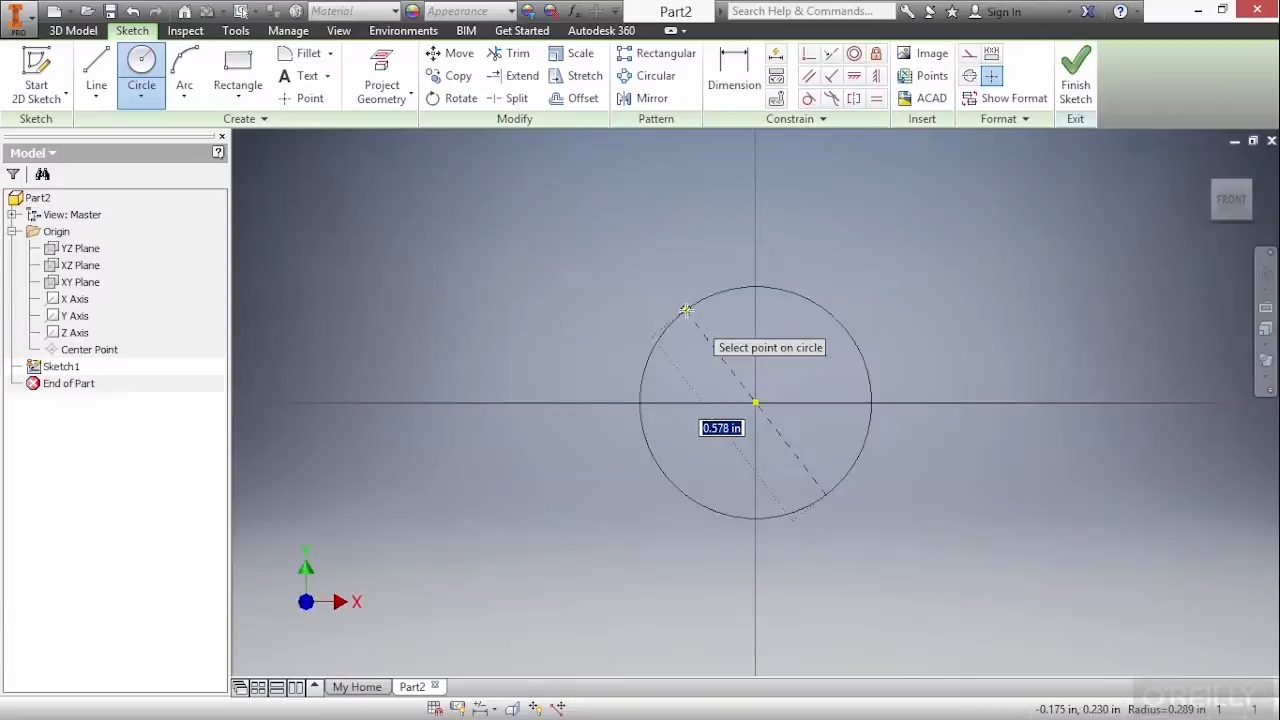 Material
Appearance
Part2
Search Help & Commands...
Sign In
PRO
3D Model
Sketch
Inspect
Tools
Manage
View
Environments
BIM
Get Started
Autodesk 360
Start
2D Sketch
Line
Circle
Arc
Rectangle
Fillet
Text
Point
Project
Geometry
Move
Copy
Rotate
Trim
Extend
Split
Scale
Stretch
Offset
Rectangular
Circular
Mirror
Dimension
Image
Points
ACAD
Show Format
Finish
Sketch
Sketch
Create
Modify
Pattern
Constrain
Insert
Format
Exit
Model
Part2
View: Master
Origin
YZ Plane
XZ Plane
XY Plane
X Axis
Y Axis
Z Axis
Center Point
Sketch1
End of Part
FRONT
Select point on circle
0.578 in
X
My Home
Part2
O'REILLY
-0.175 in, 0.230 in Radius=0.289 in 1 1